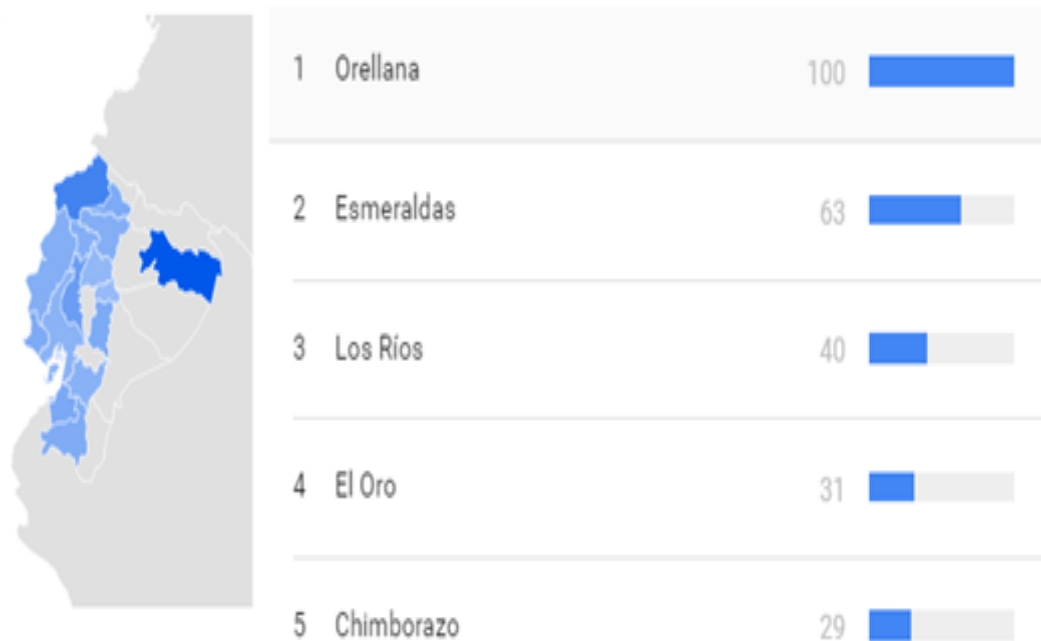 1 Orellana 100
2 Esmeraldas 63
3 Los Ríos 40
4 El Oro 31
5 Chimborazo 29